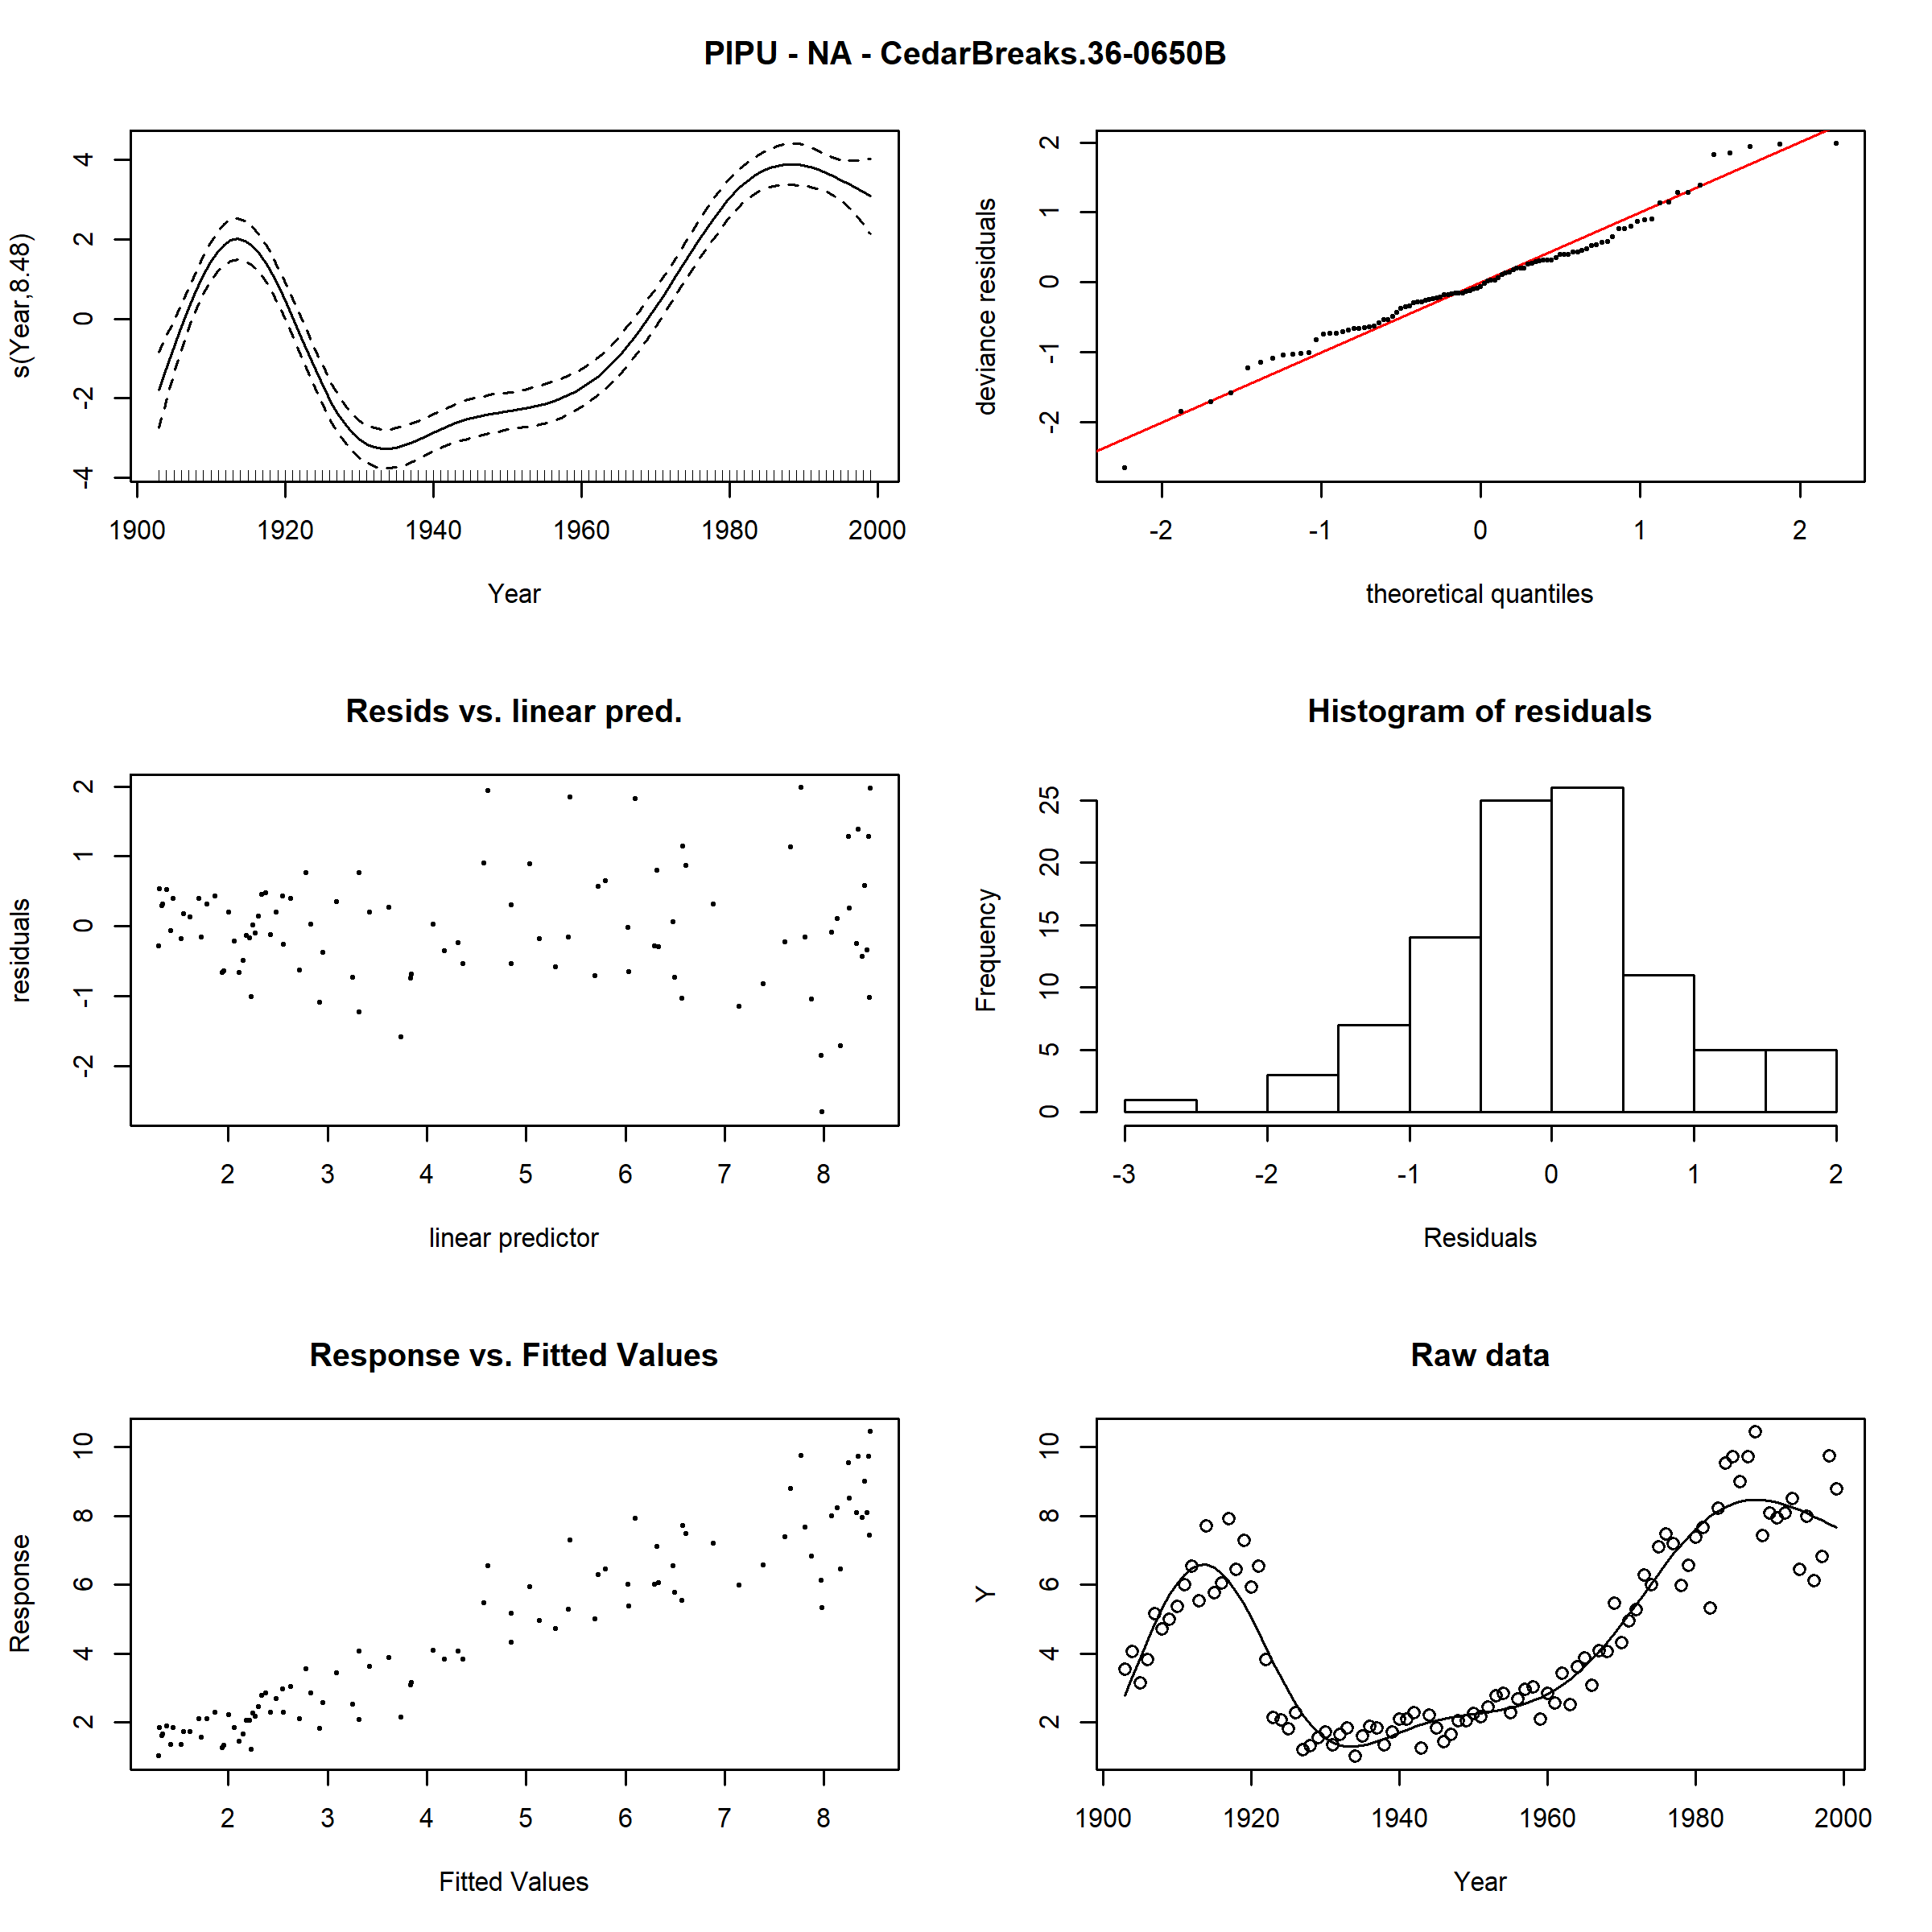 PIPU - NA - CedarBreaks.36-0650B
s(Year,8.48)
4
2
0
-2
-4
1900 1920 1940 1960 1980 2000
Year
deviance residuals
2
1
0
-1
-2
-2 -1 0 1 2
theoretical quantiles
Resids vs. linear pred.
residuals
2
1
0
-1
-2
2 3 4 5 6 7 8
linear predictor
Histogram of residuals
Frequency
25
20
15
10
5
0
-3 -2 -1 0 1 2
Residuals
Response vs. Fitted Values
Response
10
8
6
4
2
2 3 4 5 6 7 8
Fitted Values
Raw data
Y
10
8
6
4
2
1900 1920 1940 1960 1980 2000
Year